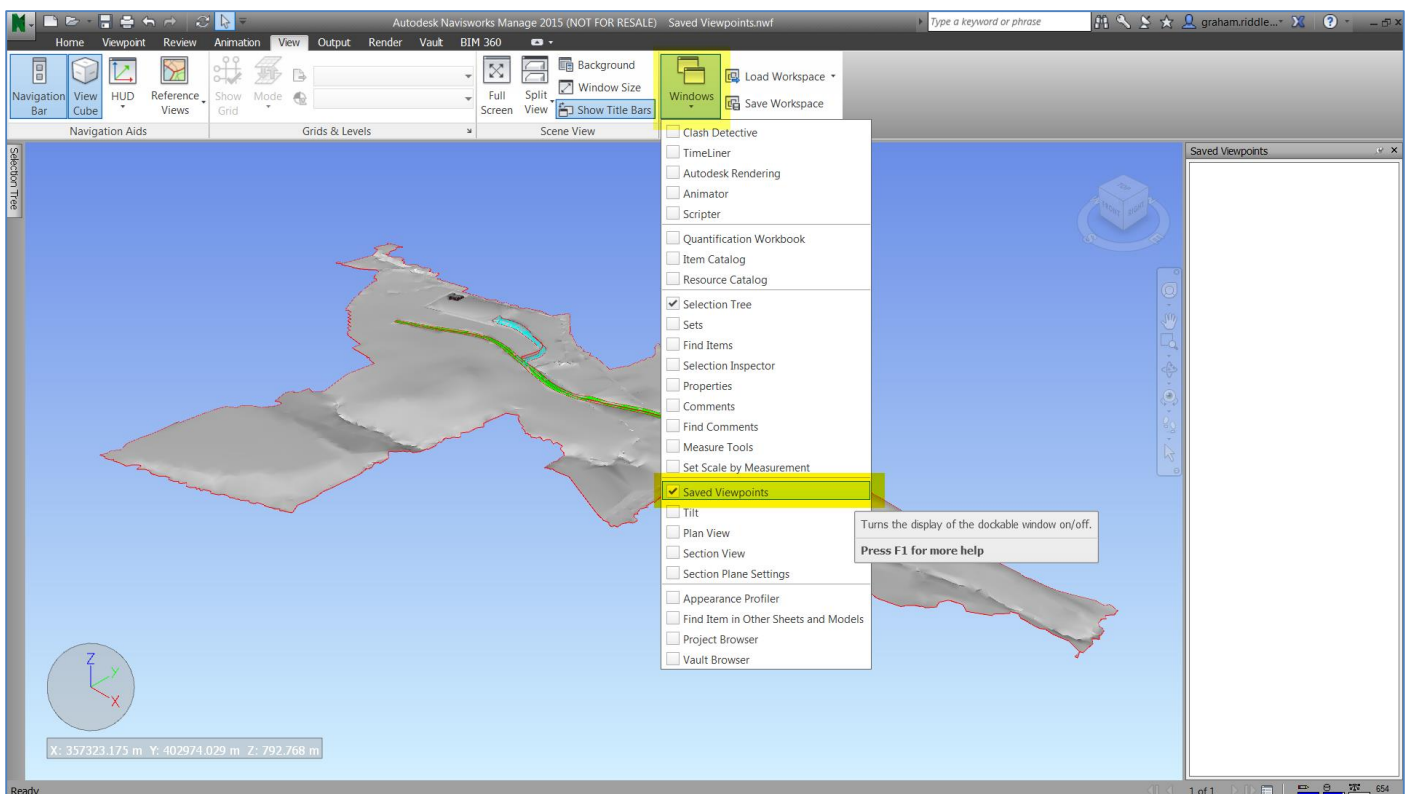 Autodesk Navisworks Manage 2015 (NOT FOR RESALE) Saved Viewpoints.nwf
Type a keyword or phrase
graham.riddle...
Home Viewpoint Review Animation View Output Render Vault BIM 360
Navigation Bar
View Cube
HUD
Reference Views
Show Grid
Mode
Full Screen
Split View
Background
Window Size
Show Title Bars
Windows
Load Workspace
Save Workspace
Navigation Aids
Grids & Levels
Scene View
Selection Tree
Clash Detective
TimeLiner
Autodesk Rendering
Animator
Scripter
Quantification Workbook
Item Catalog
Resource Catalog
Selection Tree
Sets
Find Items
Selection Inspector
Properties
Comments
Find Comments
Measure Tools
Set Scale by Measurement
Saved Viewpoints
Tilt
Plan View
Section View
Section Plane Settings
Appearance Profiler
Find Item in Other Sheets and Models
Project Browser
Vault Browser
Turns the display of the dockable window on/off.
Press F1 for more help
Saved Viewpoints
TOP
FRONT RIGHT
Z
Y
X
X: 357323.175 m Y: 402974.029 m Z: 792.768 m
Ready
1 of 1
654